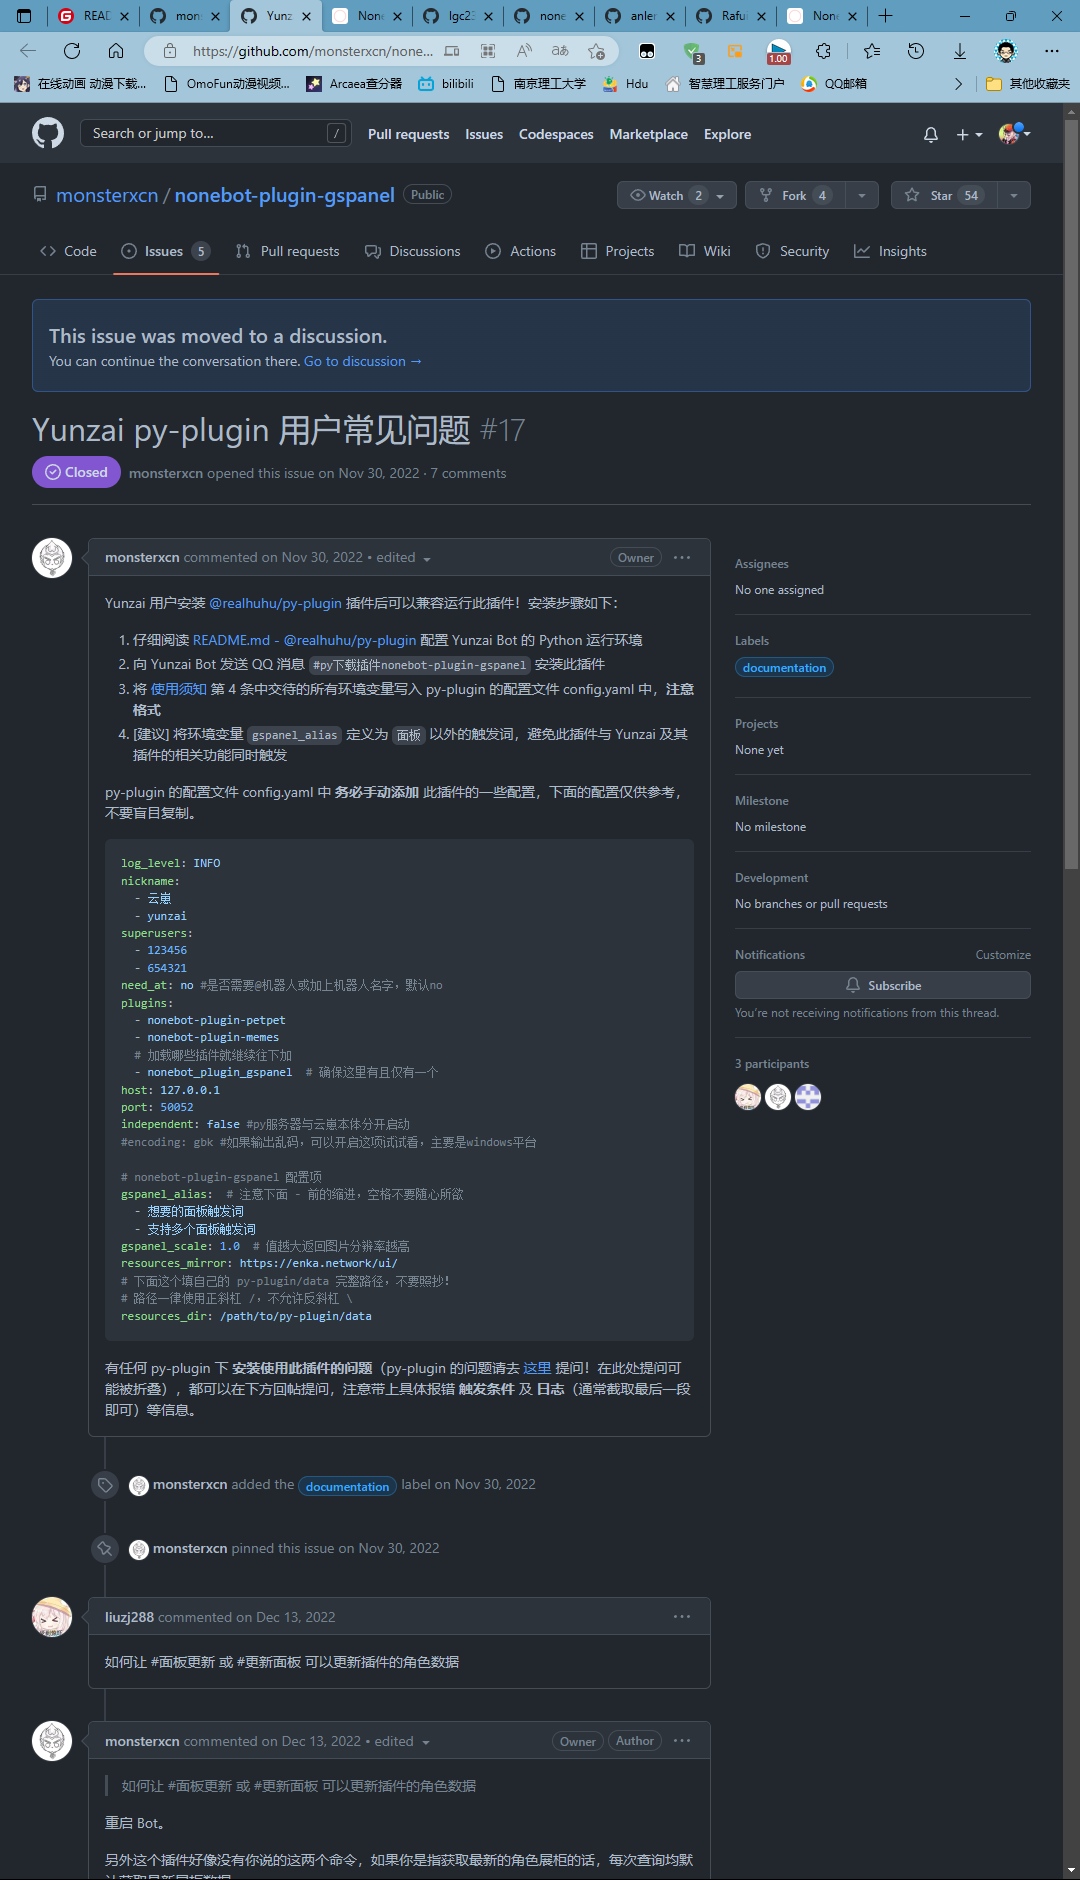 READ
mons
Yunz
None
lgc23
none
anler
Rafu
None
https://github.com/monsterxcn/none...
3
1.00
在线动画 动漫下载...
OmoFun动漫视频...
Arcaea查分器
bilibili
南京理工大学
Hdu
智慧理工服务门户
QQ邮箱
其他收藏夹
Search or jump to... /
Pull requests Issues Codespaces Marketplace Explore
monsterxcn / nonebot-plugin-gspanel Public
Watch 2
Fork 4
Star 54
Code
Issues 5
Pull requests
Discussions
Actions
Projects
Wiki
Security
Insights
This issue was moved to a discussion.
You can continue the conversation there. Go to discussion →
Yunzai py-plugin 用户常见问题 #17
Closed monsterxcn opened this issue on Nov 30, 2022 · 7 comments
monsterxcn commented on Nov 30, 2022 • edited Owner ···
Yunzai 用户安装 @realhuhu/py-plugin 插件后可以兼容运行此插件！安装步骤如下：
1. 仔细阅读 README.md - @realhuhu/py-plugin 配置 Yunzai Bot 的 Python 运行环境
2. 向 Yunzai Bot 发送 QQ 消息 #py下载插件nonebot-plugin-gspanel 安装此插件
3. 将 使用须知 第 4 条中交待的所有环境变量写入 py-plugin 的配置文件 config.yaml 中，注意
格式
4. [建议] 将环境变量 gspanel_alias 定义为 面板 以外的触发词，避免此插件与 Yunzai 及其
插件的相关功能同时触发
py-plugin 的配置文件 config.yaml 中 务必手动添加 此插件的一些配置，下面的配置仅供参考，
不要盲目复制。
log_level: INFO
nickname:
- 云崽
- yunzai
superusers:
- 123456
- 654321
need_at: no #是否需要@机器人或加上机器人名字，默认no
plugins:
- nonebot-plugin-petpet
- nonebot-plugin-memes
# 加载哪些插件就继续往下加
- nonebot_plugin_gspanel # 确保这里有且仅有一个
host: 127.0.0.1
port: 50052
independent: false #py服务器与云崽本体分开启动
#encoding: gbk #如果输出乱码，可以开启这项试试看，主要是windows平台
# nonebot-plugin-gspanel 配置项
gspanel_alias: # 注意下面 - 前的缩进，空格不要随心所欲
- 想要的面板触发词
- 支持多个面板触发词
gspanel_scale: 1.0 # 值越大返回图片分辨率越高
resources_mirror: https://enka.network/ui/
# 下面这个填自己的 py-plugin/data 完整路径，不要照抄！
# 路径一律使用正斜杠 /，不允许反斜杠 \
resources_dir: /path/to/py-plugin/data
有任何 py-plugin 下 安装使用此插件的问题（py-plugin 的问题请去 这里 提问！在此处提问可
能被折叠），都可以在下方回帖提问，注意带上具体报错 触发条件 及 日志（通常截取最后一段
即可）等信息。
Assignees
No one assigned
Labels
documentation
Projects
None yet
Milestone
No milestone
Development
No branches or pull requests
Notifications Customize
Subscribe
You're not receiving notifications from this thread.
3 participants
monsterxcn added the documentation label on Nov 30, 2022
monsterxcn pinned this issue on Nov 30, 2022
liuzj288 commented on Dec 13, 2022 ···
如何让 #面板更新 或 #更新面板 可以更新插件的角色数据
monsterxcn commented on Dec 13, 2022 • edited Owner Author ···
如何让 #面板更新 或 #更新面板 可以更新插件的角色数据
重启 Bot。
另外这个插件好像没有你说的这两个命令，如果你是指获取最新的角色展柜的话，每次查询均默